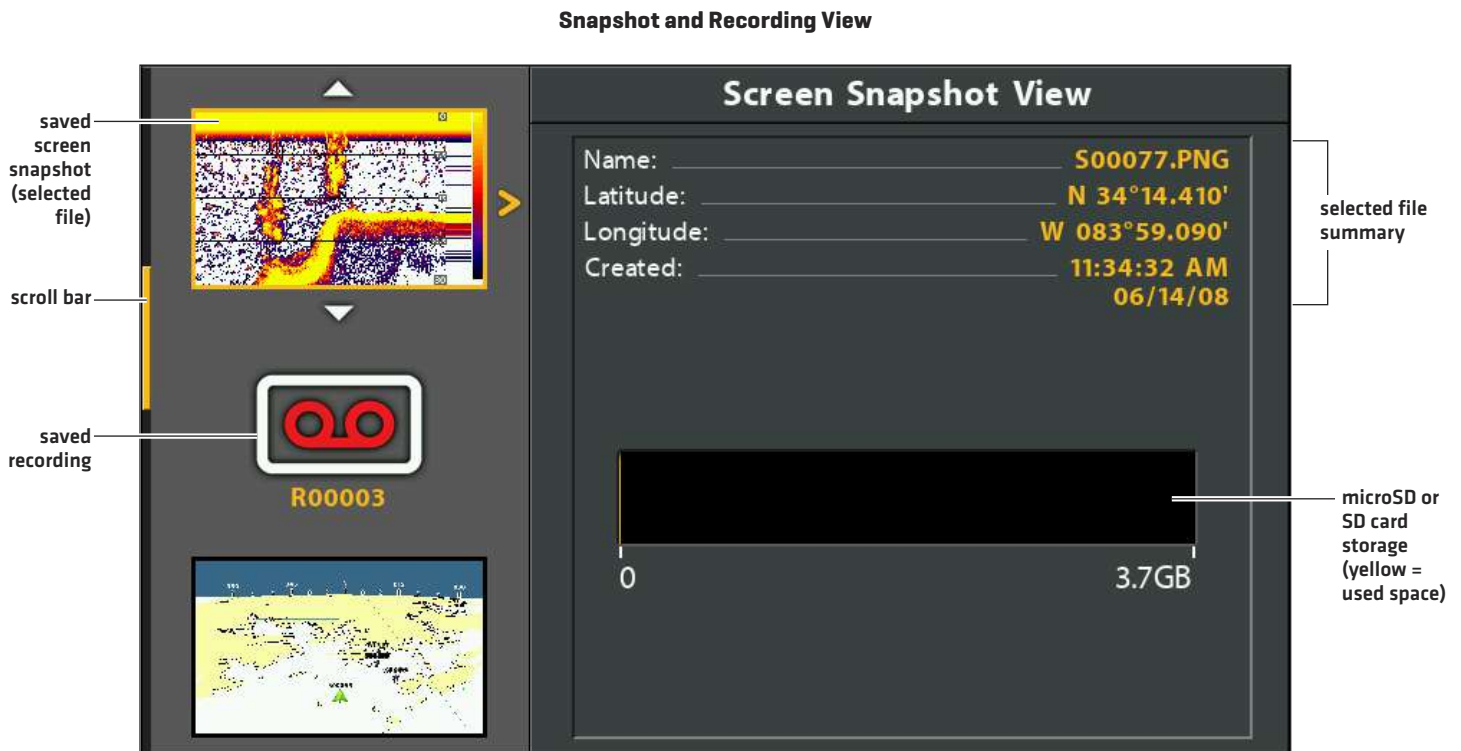 Snapshot and Recording View
saved
screen
snapshot
(selected
file)
scroll bar
saved
recording
0
30
R00003
Screen Snapshot View
Name: S00077.PNG
Latitude: N 34°14.410'
Longitude: W 083°59.090'
Created: 11:34:32 AM
06/14/08
0 3.7GB
selected file
summary
microSD or
SD card
storage
(yellow =
used space)